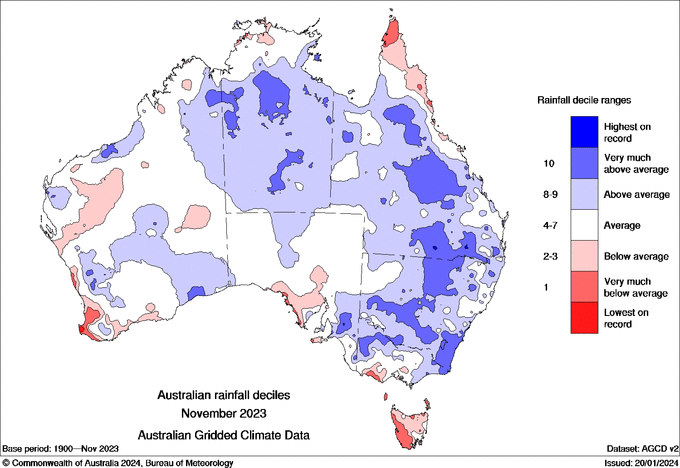 Rainfall decile ranges
Highest on
record
10
Very much
above average
8-9
Above average
4-7
Average
2-3
Below average
1
Very much
below average
Lowest on
record
Australian rainfall deciles
November 2023
Australian Gridded Climate Data
Base period: 1900—Nov 2023
Dataset: AGCD v2
© Commonwealth of Australia 2024, Bureau of Meteorology
Issued: 20/01/2024